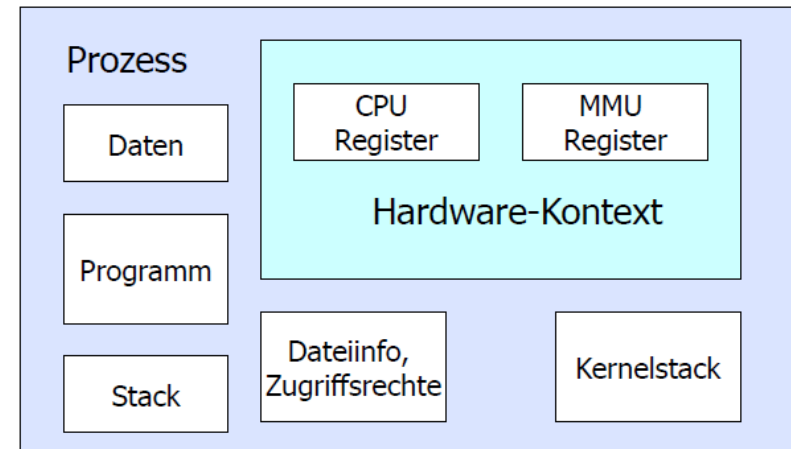 Prozess
Daten
Programm
Stack
CPU
Register
MMU
Register
Hardware-Kontext
Dateiinfo,
Zugriffsrechte
Kernelstack